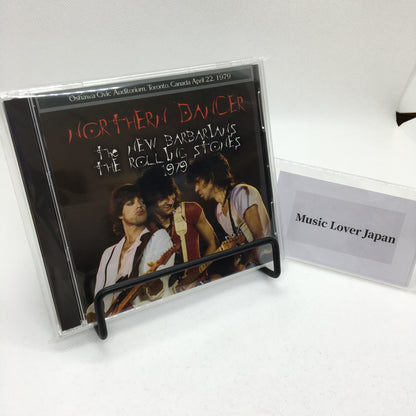 Oshawa Civic Auditorium, Toronto, Canada April 22, 1979
NORTHERN DANCER
the NEW BARBARIANS
THE ROLLING STONES
1979
Music Lover Japan